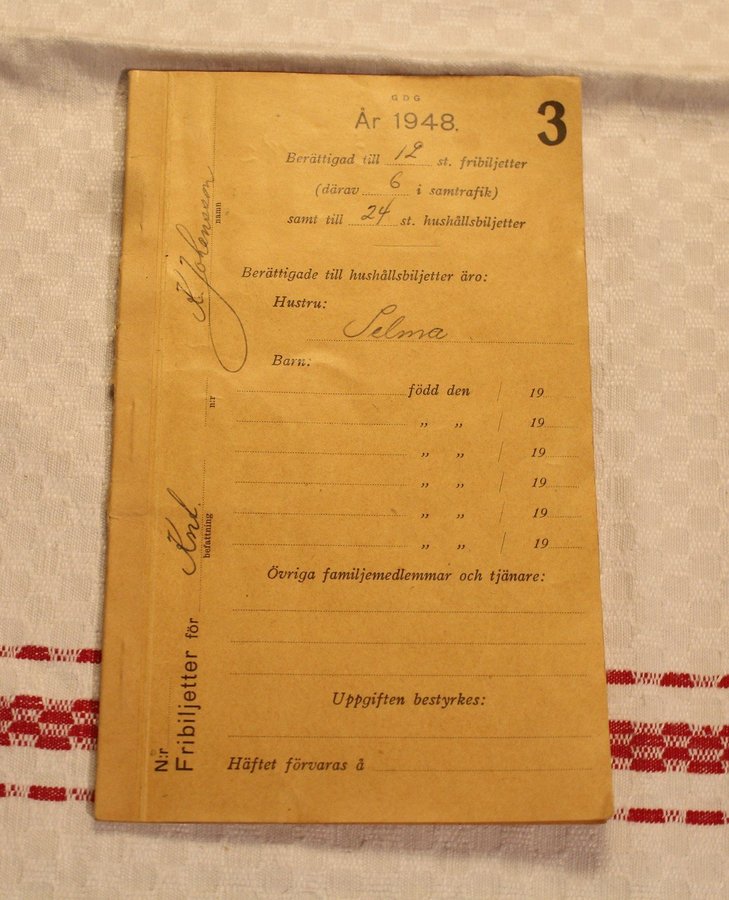 GDG
År 1948.
3
Berättigad till 12 st. fribiljetter
(därav 6 i samtrafik)
samt till 24 st. hushållsbiljetter
Berättigade till hushållsbiljetter äro:
Hustru:
Selma
Barn:
född den / 19
„ „ / 19
„ „ / 19
„ „ / 19
„ „ / 19
„ „ / 19
Övriga familjemedlemmar och tjänare:
Uppgiften bestyrkes:
Häftet förvaras å
N:r
Fribiljetter för Knt. n:r K. Johansson
befattning namn